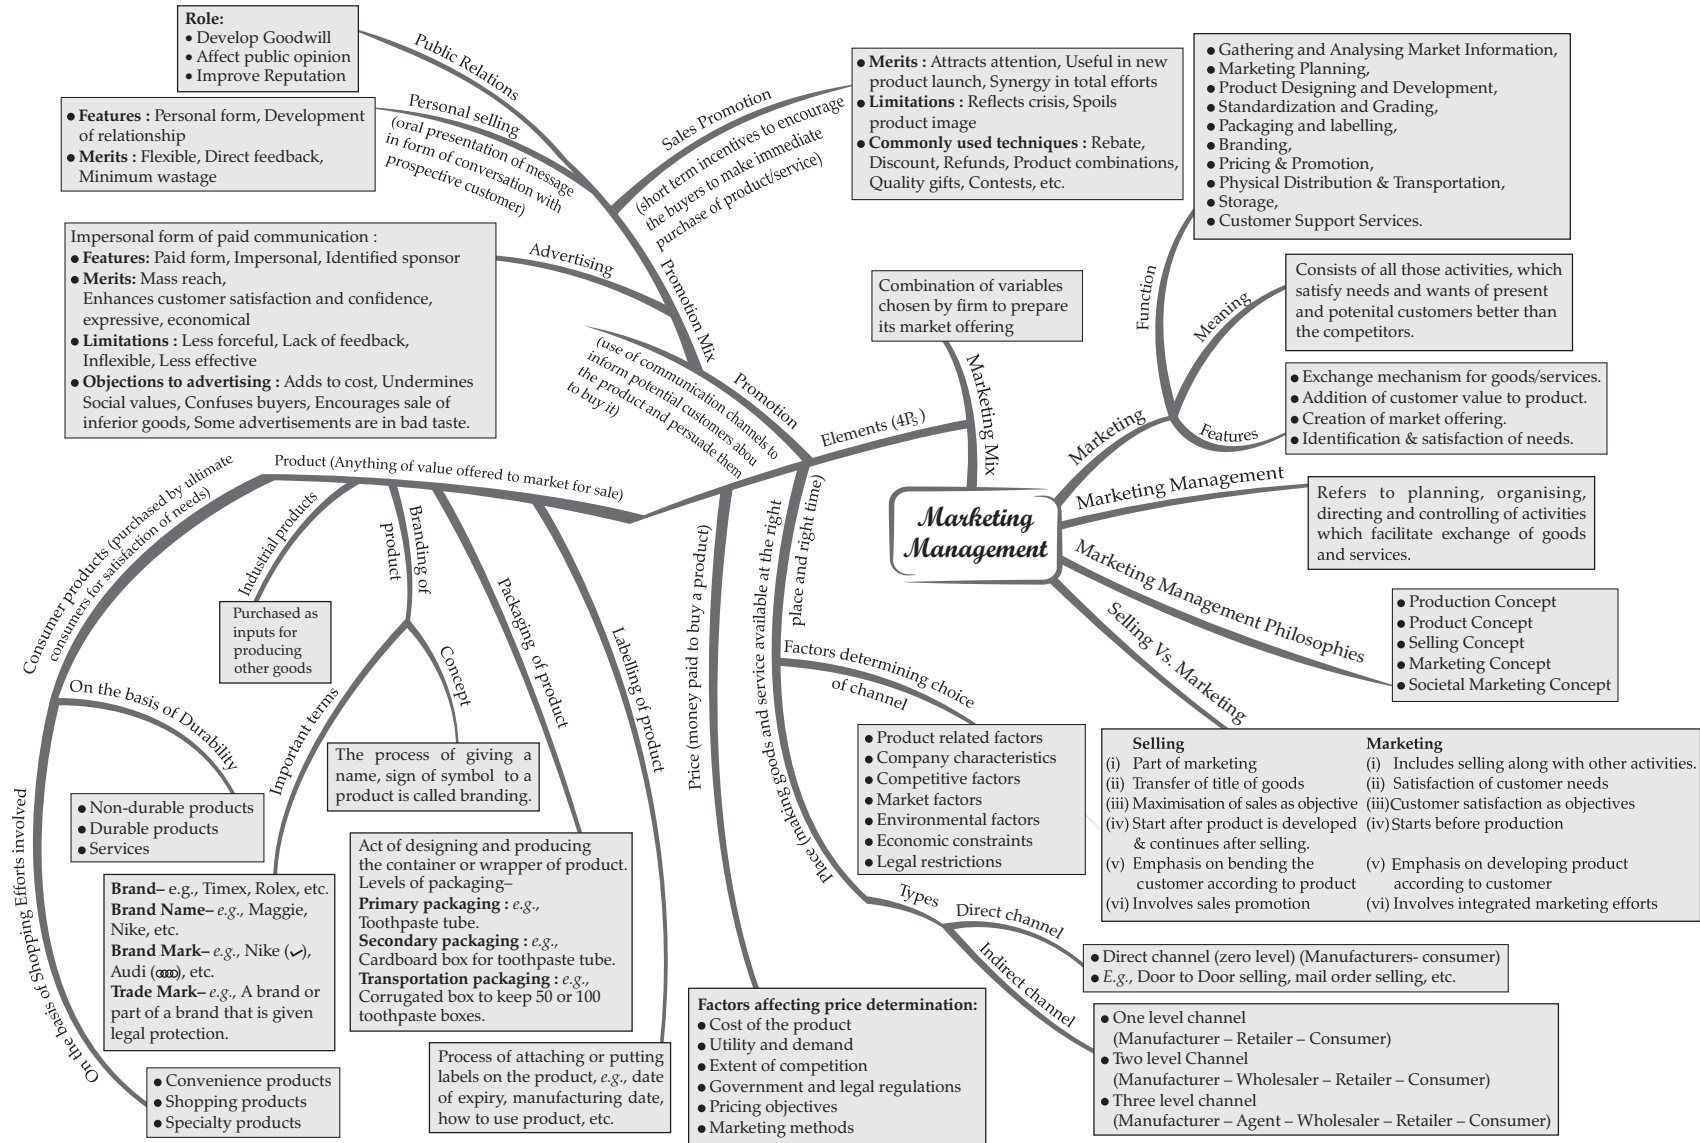 Role:
• Develop Goodwill
• Affect public opinion
• Improve Reputation
Public Relations
• Features : Personal form, Development
of relationship
• Merits : Flexible, Direct feedback,
Minimum wastage
Personal selling
(oral presentation of message
in form of conversation with
prospective customer)
Sales Promotion
(short term incentives to encourage
the buyers to make immediate
purchase of product/service)
• Merits : Attracts attention, Useful in new
product launch, Synergy in total efforts
• Limitations : Reflects crisis, Spoils
product image
• Commonly used techniques : Rebate,
Discount, Refunds, Product combinations,
Quality gifts, Contests, etc.
Impersonal form of paid communication :
• Features: Paid form, Impersonal, Identified sponsor
• Merits: Mass reach,
Enhances customer satisfaction and confidence,
expressive, economical
• Limitations : Less forceful, Lack of feedback,
Inflexible, Less effective
• Objections to advertising : Adds to cost, Undermines
Social values, Confuses buyers, Encourages sale of
inferior goods, Some advertisements are in bad taste.
Advertising
Promotion Mix
Promotion
(use of communication channels to
inform potential customers abou
the product and persuade them
to buy it)
Elements (4Ps)
Marketing Mix
Marketing Mix
Combination of variables
chosen by firm to prepare
its market offering
• Gathering and Analysing Market Information,
• Marketing Planning,
• Product Designing and Development,
• Standardization and Grading,
• Packaging and labelling,
• Branding,
• Pricing & Promotion,
• Physical Distribution & Transportation,
• Storage,
• Customer Support Services.
Function
Meaning
Consists of all those activities, which
satisfy needs and wants of present
and potenital customers better than
the competitors.
Features
• Exchange mechanism for goods/services.
• Addition of customer value to product.
• Creation of market offering.
• Identification & satisfaction of needs.
Marketing
Marketing
Management
Marketing Management
Refers to planning, organising,
directing and controlling of activities
which facilitate exchange of goods
and services.
Marketing Management Philosophies
• Production Concept
• Product Concept
• Selling Concept
• Marketing Concept
• Societal Marketing Concept
Selling Vs. Marketing
Selling Marketing
(i) Part of marketing (i) Includes selling along with other activities.
(ii) Transfer of title of goods (ii) Satisfaction of customer needs
(iii) Maximisation of sales as objective (iii)Customer satisfaction as objectives
(iv) Start after product is developed (iv) Starts before production
& continues after selling.
(v) Emphasis on bending the (v) Emphasis on developing product
customer according to product according to customer
(vi) Involves sales promotion (vi) Involves integrated marketing efforts
Product (Anything of value offered to market for sale)
Consumer products (purchased by ultimate
consumers for satisfaction of needs)
Industrial products
Purchased as
inputs for
producing
other goods
Branding of
product
Concept
The process of giving a
name, sign of symbol to a
product is called branding.
Important terms
Brand– e.g., Timex, Rolex, etc.
Brand Name– e.g., Maggie,
Nike, etc.
Brand Mark– e.g., Nike (✓),
Audi (), etc.
Trade Mark– e.g., A brand or
part of a brand that is given
legal protection.
On the basis of Durability
• Non-durable products
• Durable products
• Services
On the basis of Shopping Efforts involved
• Convenience products
• Shopping products
• Specialty products
Packaging of product
Act of designing and producing
the container or wrapper of product.
Levels of packaging–
Primary packaging : e.g.,
Toothpaste tube.
Secondary packaging : e.g.,
Cardboard box for toothpaste tube.
Transportation packaging : e.g.,
Corrugated box to keep 50 or 100
toothpaste boxes.
Labelling of product
Process of attaching or putting
labels on the product, e.g., date
of expiry, manufacturing date,
how to use product, etc.
Price (money paid to buy a product)
Factors affecting price determination:
• Cost of the product
• Utility and demand
• Extent of competition
• Government and legal regulations
• Pricing objectives
• Marketing methods
Place (making goods and service available at the right
place and right time)
Factors determining choice
of channel
• Product related factors
• Company characteristics
• Competitive factors
• Market factors
• Environmental factors
• Economic constraints
• Legal restrictions
Types
Direct channel
• Direct channel (zero level) (Manufacturers- consumer)
• E.g., Door to Door selling, mail order selling, etc.
Indirect channel
• One level channel
(Manufacturer – Retailer – Consumer)
• Two level Channel
(Manufacturer – Wholesaler – Retailer – Consumer)
• Three level channel
(Manufacturer – Agent – Wholesaler – Retailer – Consumer)